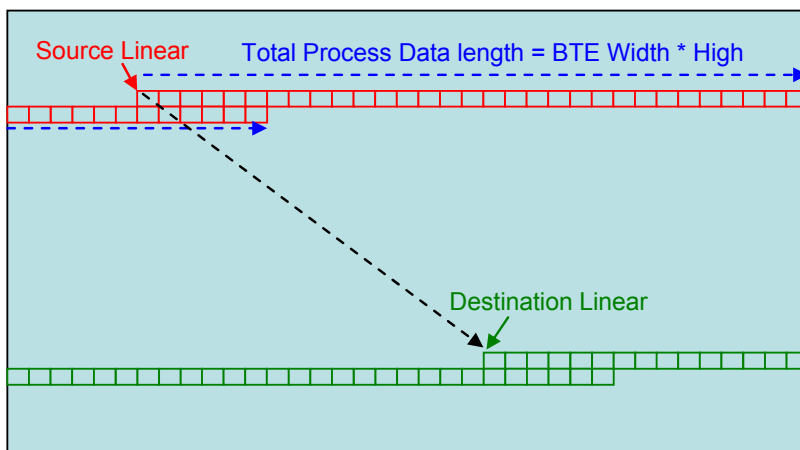 Source Linear
Total Process Data length = BTE Width * High
Destination Linear